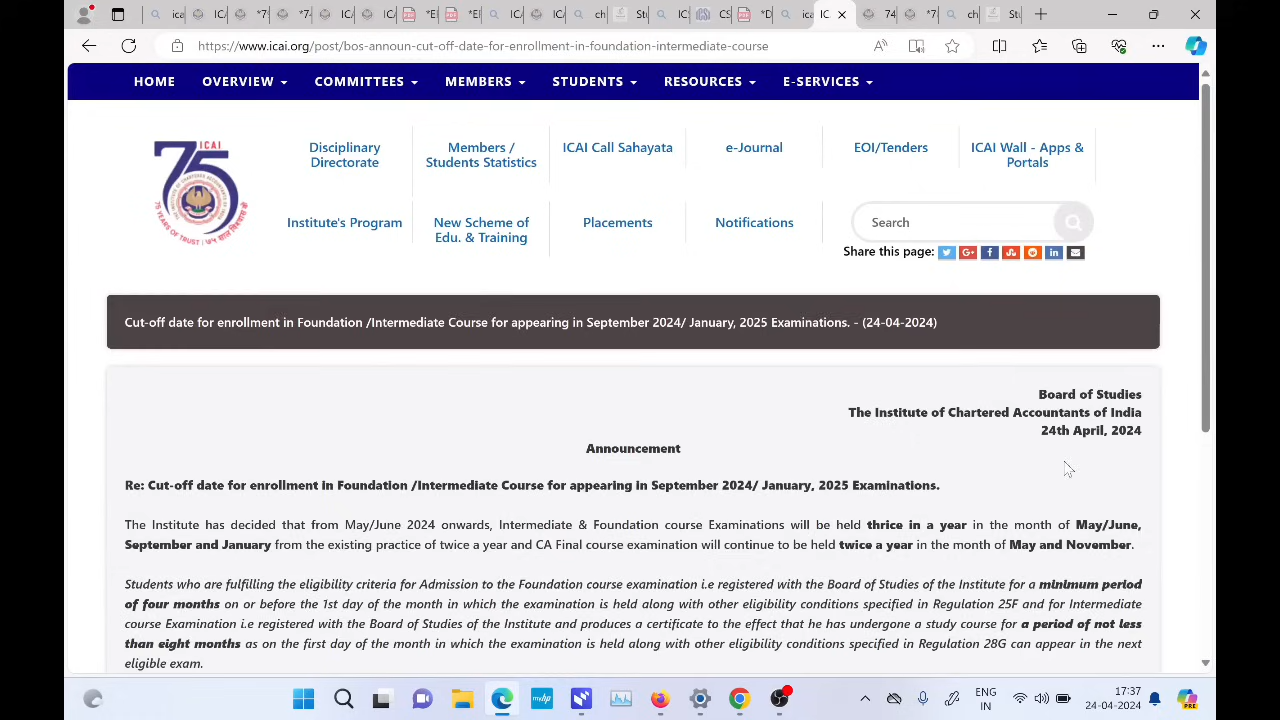 https://www.icai.org/post/bos-announ-cut-off-date-for-enrollment-in-foundation-intermediate-course
HOME OVERVIEW COMMITTEES MEMBERS STUDENTS RESOURCES E-SERVICES
ICAI
75
YEARS OF TRUST
Disciplinary
Directorate
Members /
Students Statistics
ICAI Call Sahayata
e-Journal
EOI/Tenders
ICAI Wall - Apps &
Portals
Institute's Program
New Scheme of
Edu. & Training
Placements
Notifications
Search
Share this page:
Cut-off date for enrollment in Foundation /Intermediate Course for appearing in September 2024/ January, 2025 Examinations. - (24-04-2024)
Board of Studies
The Institute of Chartered Accountants of India
24th April, 2024
Announcement
Re: Cut-off date for enrollment in Foundation /Intermediate Course for appearing in September 2024/ January, 2025 Examinations.
The Institute has decided that from May/June 2024 onwards, Intermediate & Foundation course Examinations will be held thrice in a year in the month of May/June,
September and January from the existing practice of twice a year and CA Final course examination will continue to be held twice a year in the month of May and November.
Students who are fulfilling the eligibility criteria for Admission to the Foundation course examination i.e registered with the Board of Studies of the Institute for a minimum period
of four months on or before the 1st day of the month in which the examination is held along with other eligibility conditions specified in Regulation 25F and for Intermediate
course Examination i.e registered with the Board of Studies of the Institute and produces a certificate to the effect that he has undergone a study course for a period of not less
than eight months as on the first day of the month in which the examination is held along with other eligibility conditions specified in Regulation 28G can appear in the next
eligible exam.
ENG
IN
17:37
24-04-2024